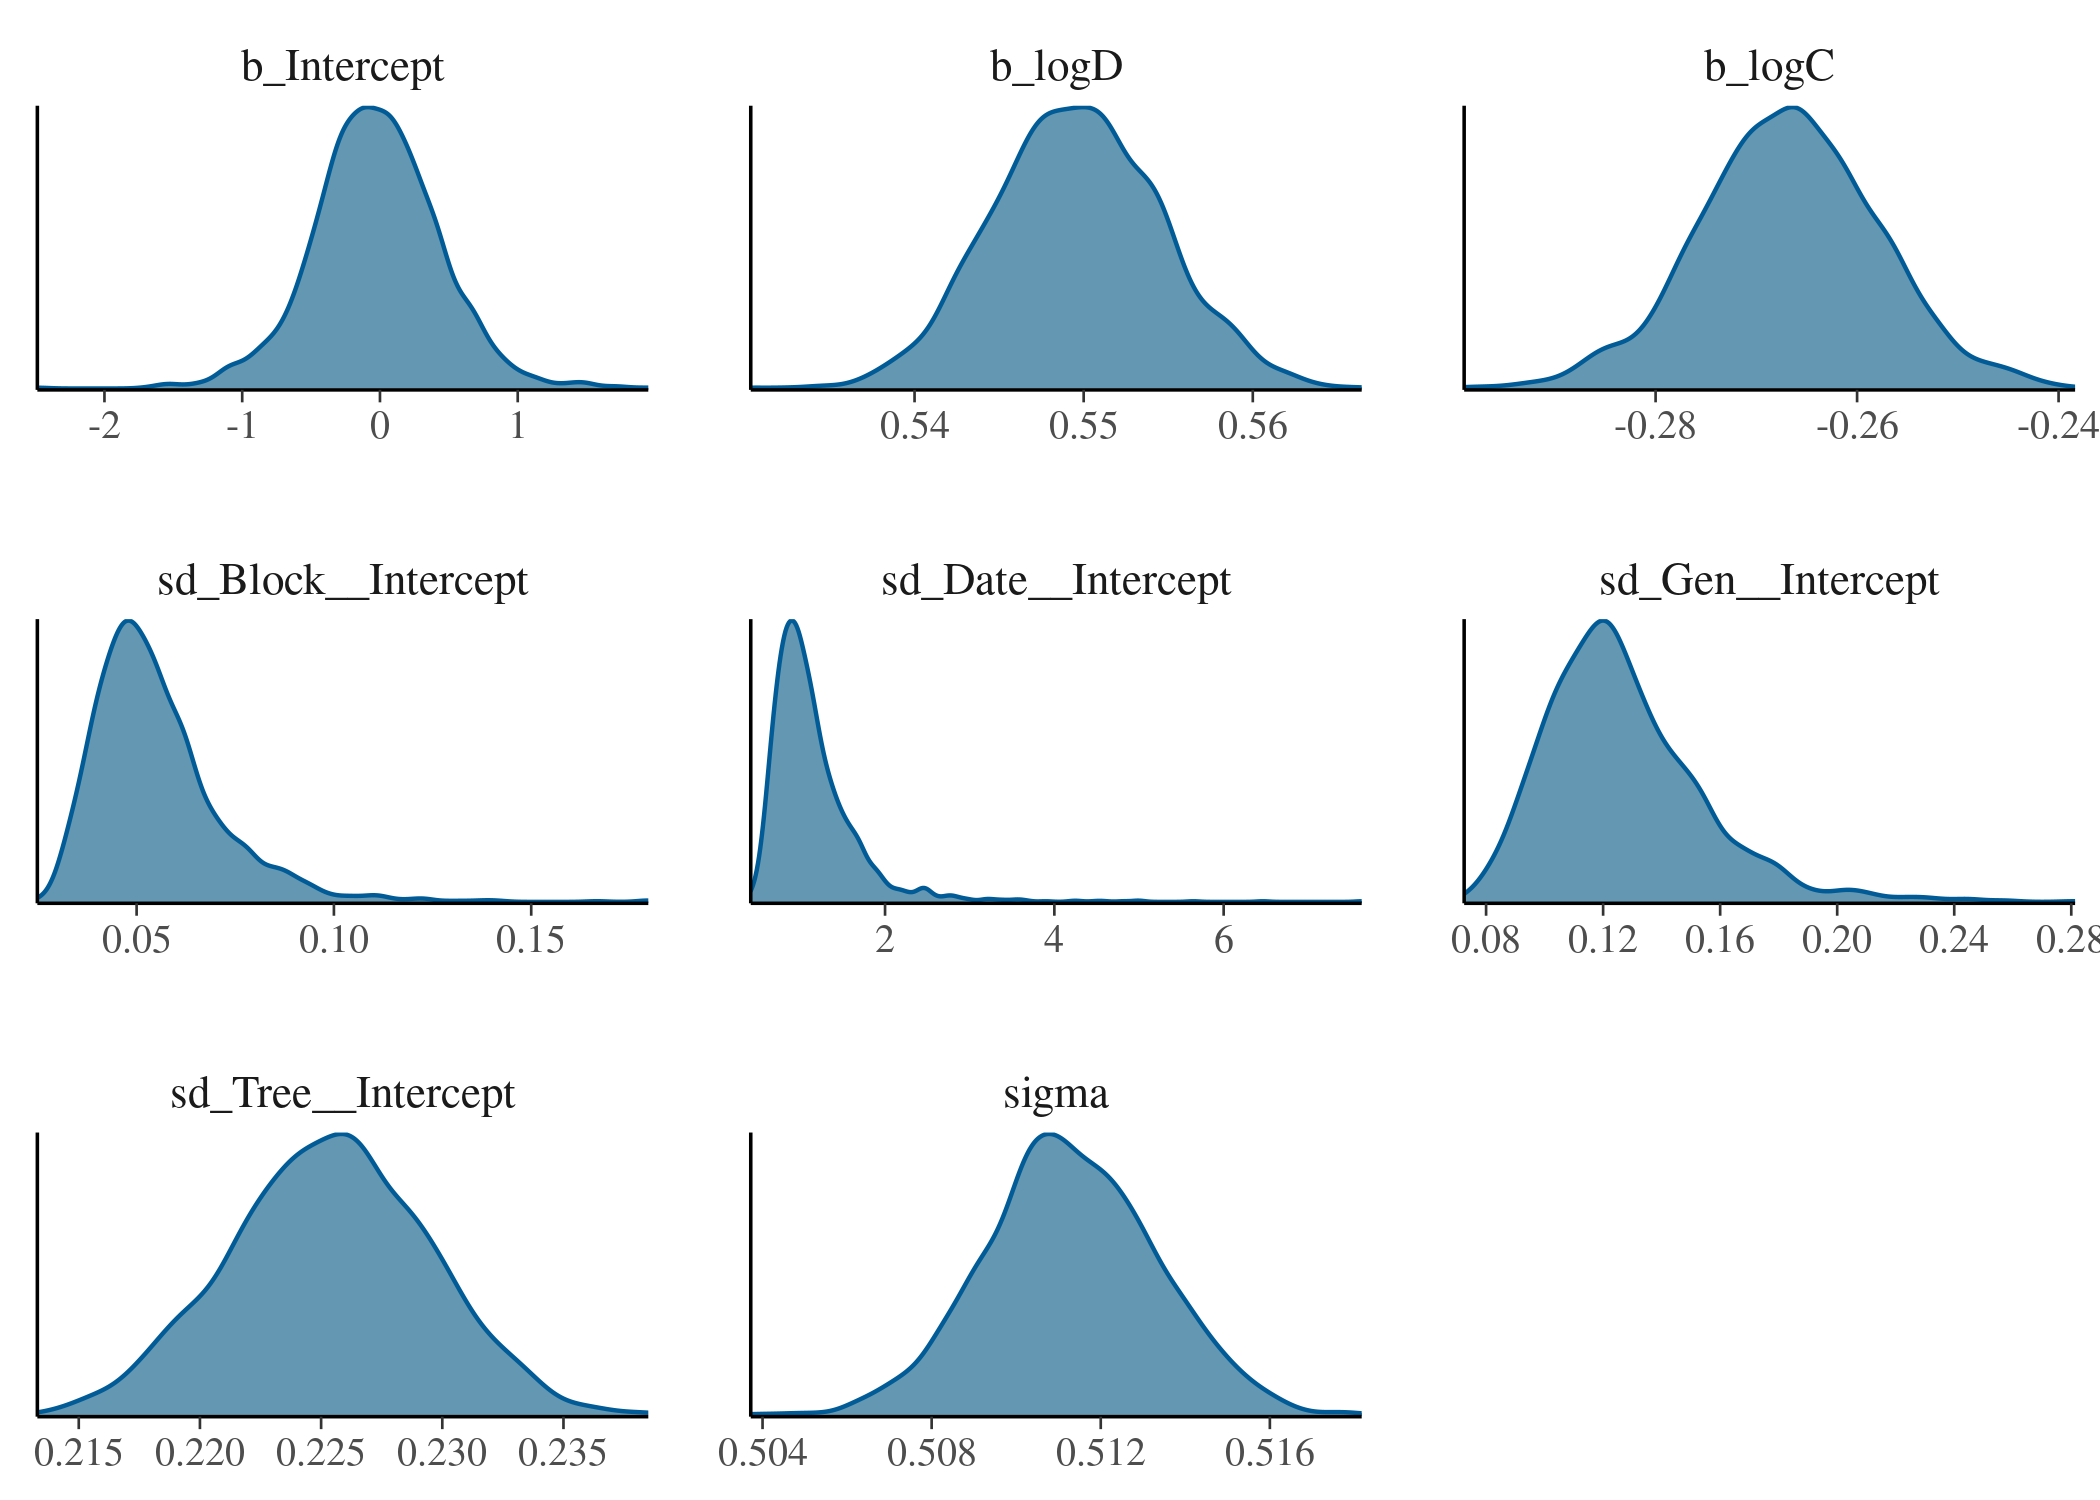 b_Intercept b_logD b_logC
-2 -1 0 1 0.54 0.55 0.56 -0.28 -0.26 -0.24
sd_Block__Intercept sd_Date__Intercept sd_Gen__Intercept
0.05 0.10 0.15 2 4 6 0.08 0.12 0.16 0.20 0.24 0.28
sd_Tree__Intercept sigma
0.215 0.220 0.225 0.230 0.235 0.504 0.508 0.512 0.516